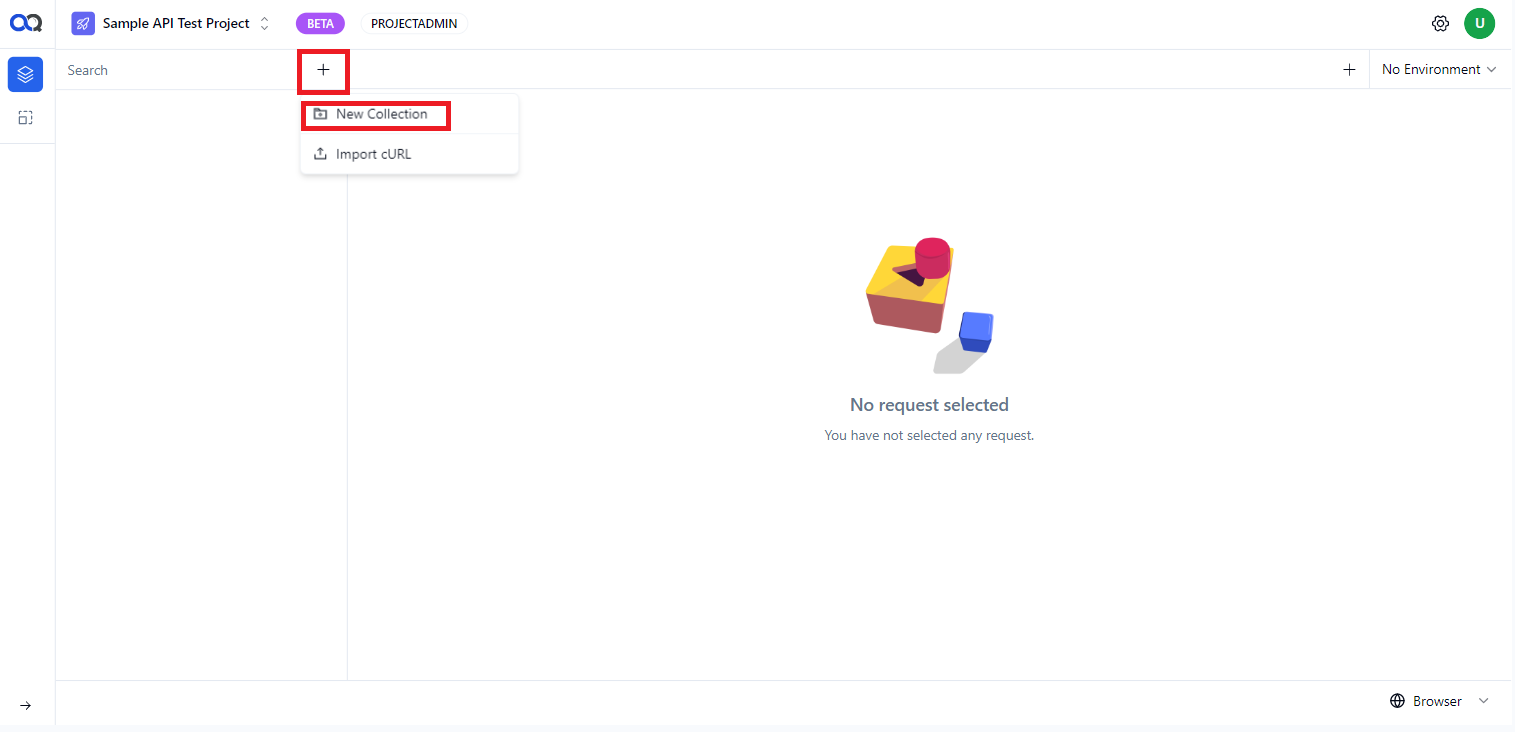 Sample API Test Project
BETA
PROJECTADMIN
U
Search
No Environment
New Collection
Import cURL
No request selected
You have not selected any request.
Browser